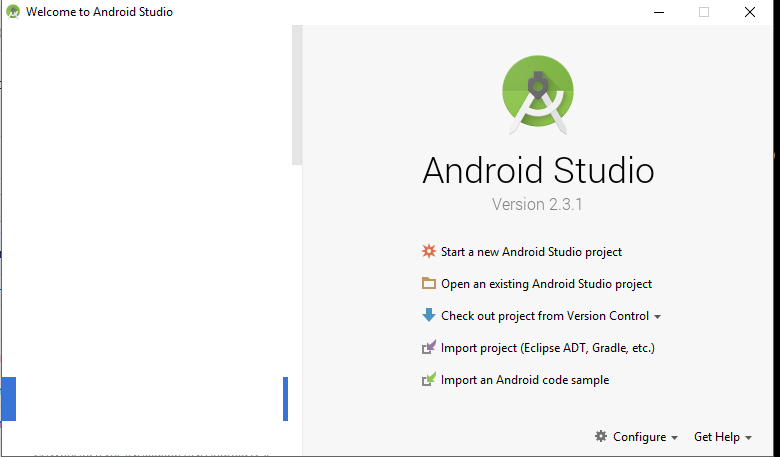 Welcome to Android Studio
Android Studio
Version 2.3.1
Start a new Android Studio project
Open an existing Android Studio project
Check out project from Version Control
Import project (Eclipse ADT, Gradle, etc.)
Import an Android code sample
Configure
Get Help